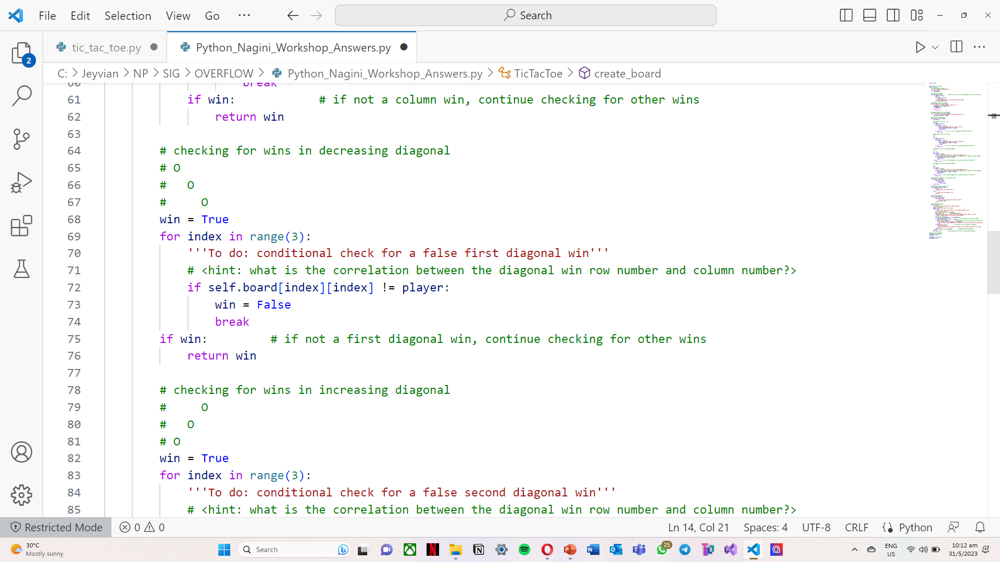 File Edit Selection View Go ··· Search
tic_tac_toe.py Python_Nagini_Workshop_Answers.py
C: > Jeyvian > NP > SIG > OVERFLOW > Python_Nagini_Workshop_Answers.py > TicTacToe > create_board
2
60 break
61 if win: # if not a column win, continue checking for other wins
62 return win
63
64 # checking for wins in decreasing diagonal
65 # O
66 #   O
67 #     O
68 win = True
69 for index in range(3):
70 '''To do: conditional check for a false first diagonal win'''
71 # <hint: what is the correlation between the diagonal win row number and column number?>
72 if self.board[index][index] != player:
73 win = False
74 break
75 if win: # if not a first diagonal win, continue checking for other wins
76 return win
77
78 # checking for wins in increasing diagonal
79 #     O
80 #   O
81 # O
82 win = True
83 for index in range(3):
84 '''To do: conditional check for a false second diagonal win'''
85 # <hint: what is the correlation between the diagonal win row number and column number?>
Restricted Mode 0 0 Ln 14, Col 21 Spaces: 4 UTF-8 CRLF Python
30°C
Mostly sunny
Search
25
ENG
US
10:12 am
31/5/2023